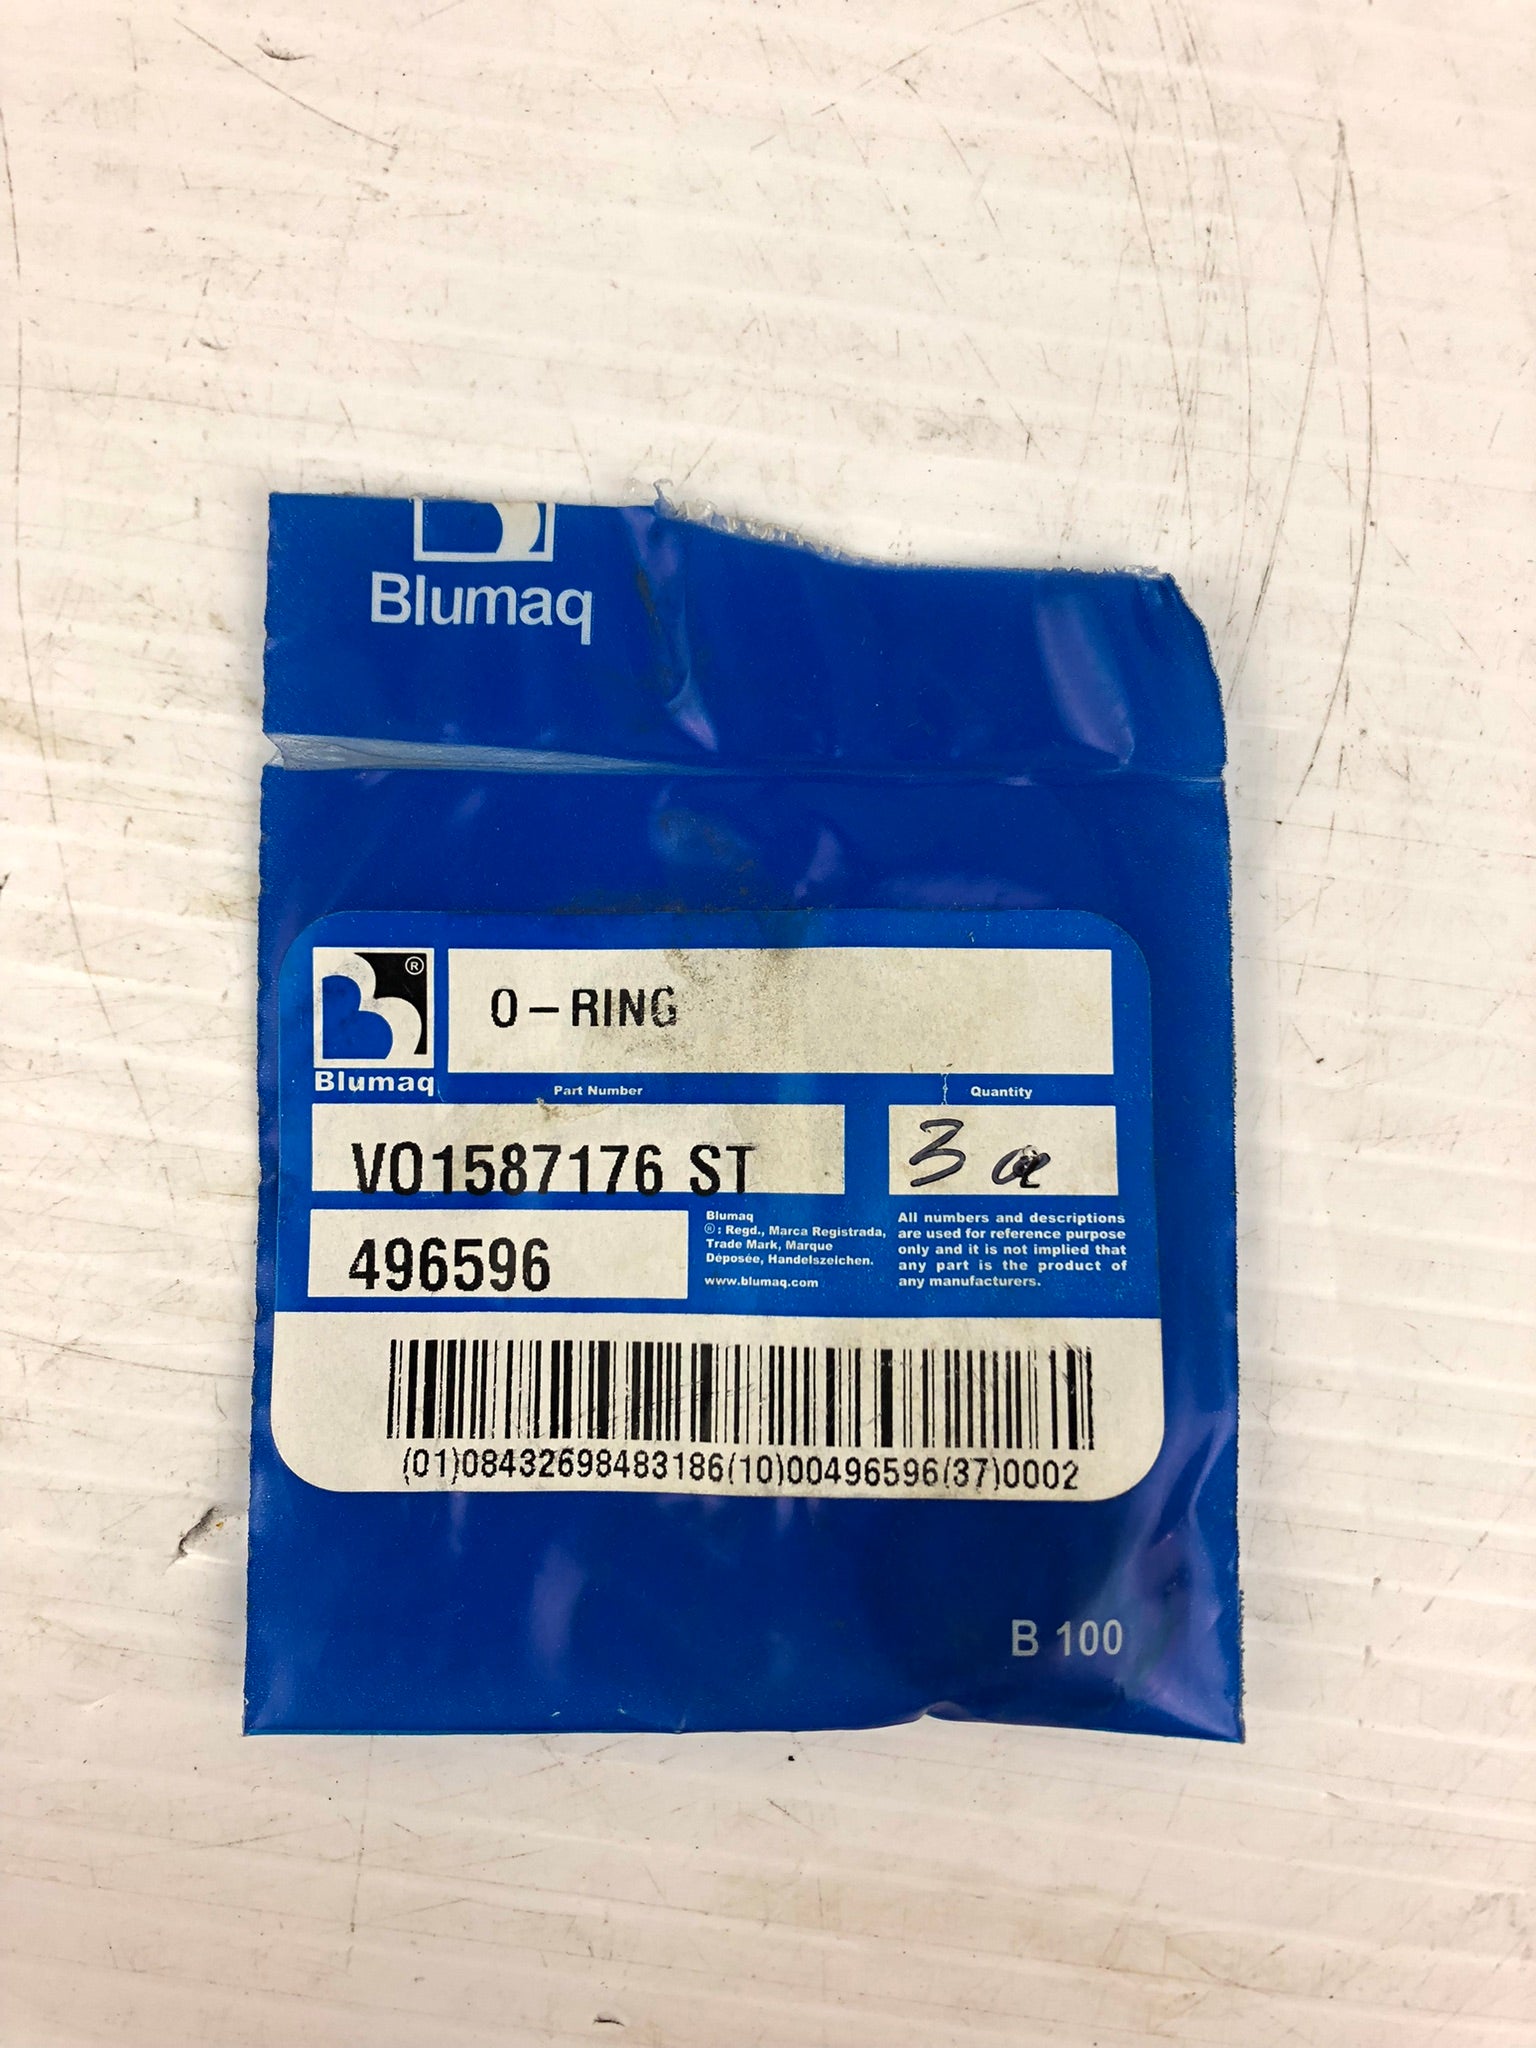 Blumaq
®
O-RING
Blumaq
Part Number
Quantity
VO1587176 ST
3
496596
Blumaq
®: Regd., Marca Registrada,
Trade Mark, Marque
Déposée, Handelszeichen.
www.blumaq.com
All numbers and descriptions
are used for reference purpose
only and it is not implied that
any part is the product of
any manufacturers.
(01)08432698483186(10)00496596(37)0002
B 100